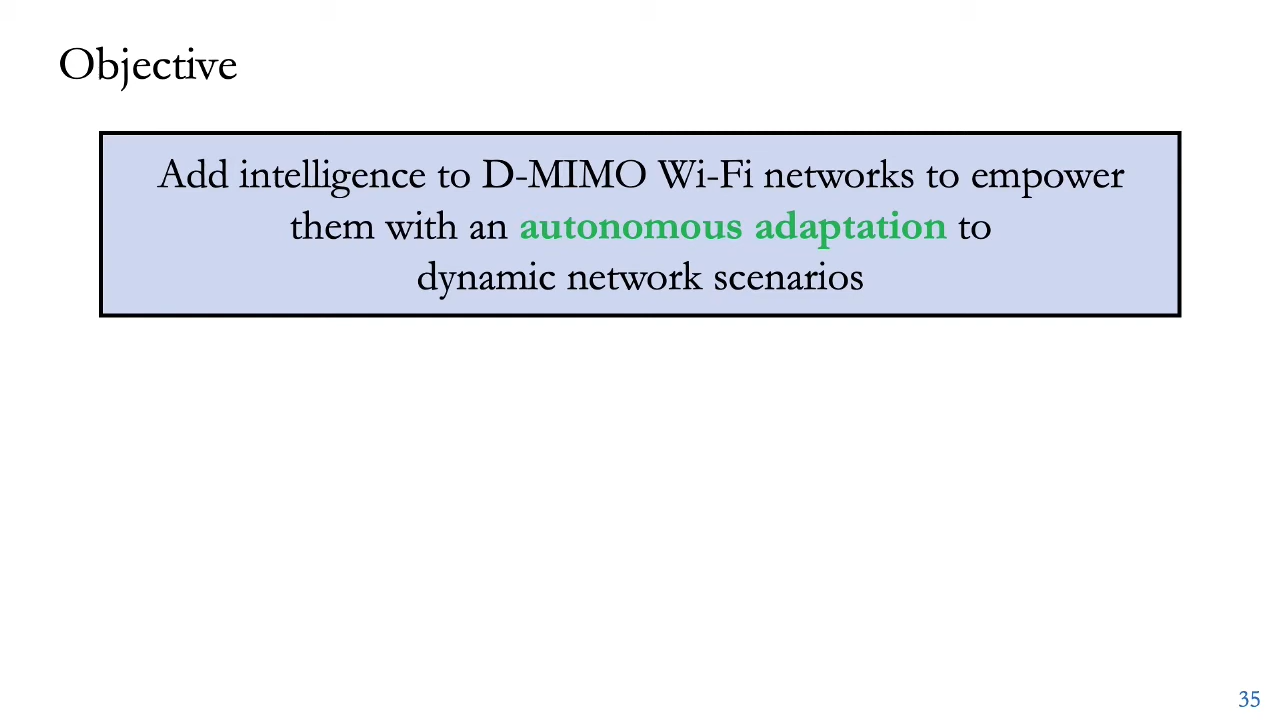 Objective
Add intelligence to D-MIMO Wi-Fi networks to empower
them with an autonomous adaptation to
dynamic network scenarios
35